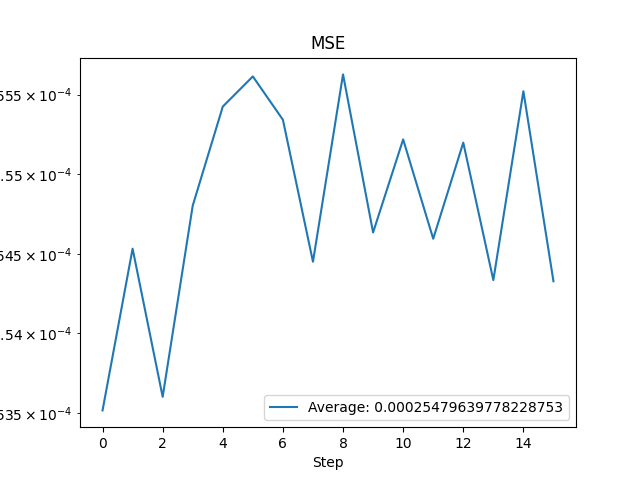 MSE
555 × 10⁻⁴
.55 × 10⁻⁴
545 × 10⁻⁴
.54 × 10⁻⁴
535 × 10⁻⁴
Average: 0.00025479639778228753
0 2 4 6 8 10 12 14
Step